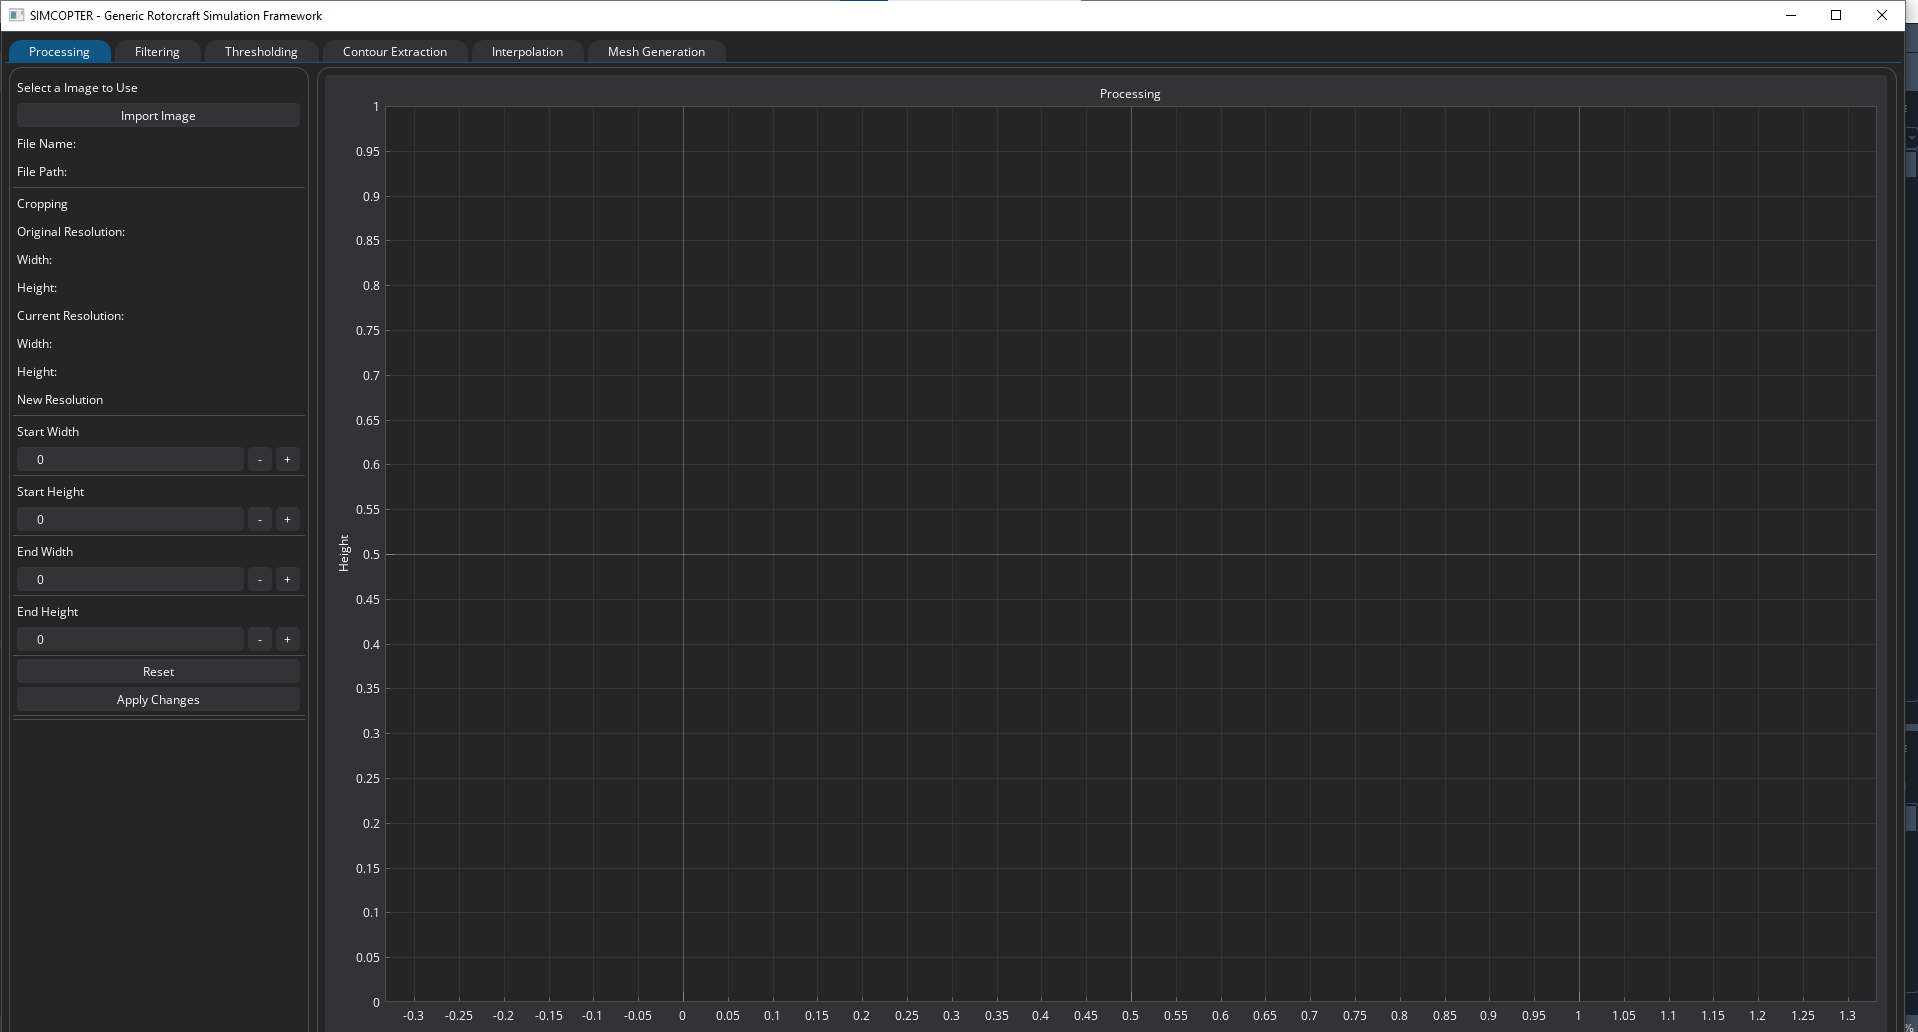 SIMCOPTER - Generic Rotorcraft Simulation Framework
Processing Filtering Thresholding Contour Extraction Interpolation Mesh Generation
Select a Image to Use
Import Image
File Name:
File Path:
Cropping
Original Resolution:
Width:
Height:
Current Resolution:
Width:
Height:
New Resolution
Start Width
0 - +
Start Height
0 - +
End Width
0 - +
End Height
0 - +
Reset
Apply Changes
Processing
Height
1
0.95
0.9
0.85
0.8
0.75
0.7
0.65
0.6
0.55
0.5
0.45
0.4
0.35
0.3
0.25
0.2
0.15
0.1
0.05
0
-0.3 -0.25 -0.2 -0.15 -0.1 -0.05 0 0.05 0.1 0.15 0.2 0.25 0.3 0.35 0.4 0.45 0.5 0.55 0.6 0.65 0.7 0.75 0.8 0.85 0.9 0.95 1 1.05 1.1 1.15 1.2 1.25 1.3
%